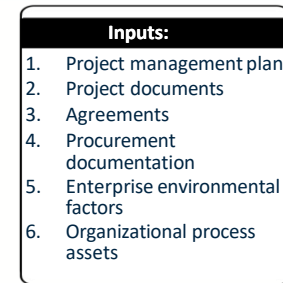 Inputs:
1. Project management plan
2. Project documents
3. Agreements
4. Procurement
documentation
5. Enterprise environmental
factors
6. Organizational process
assets